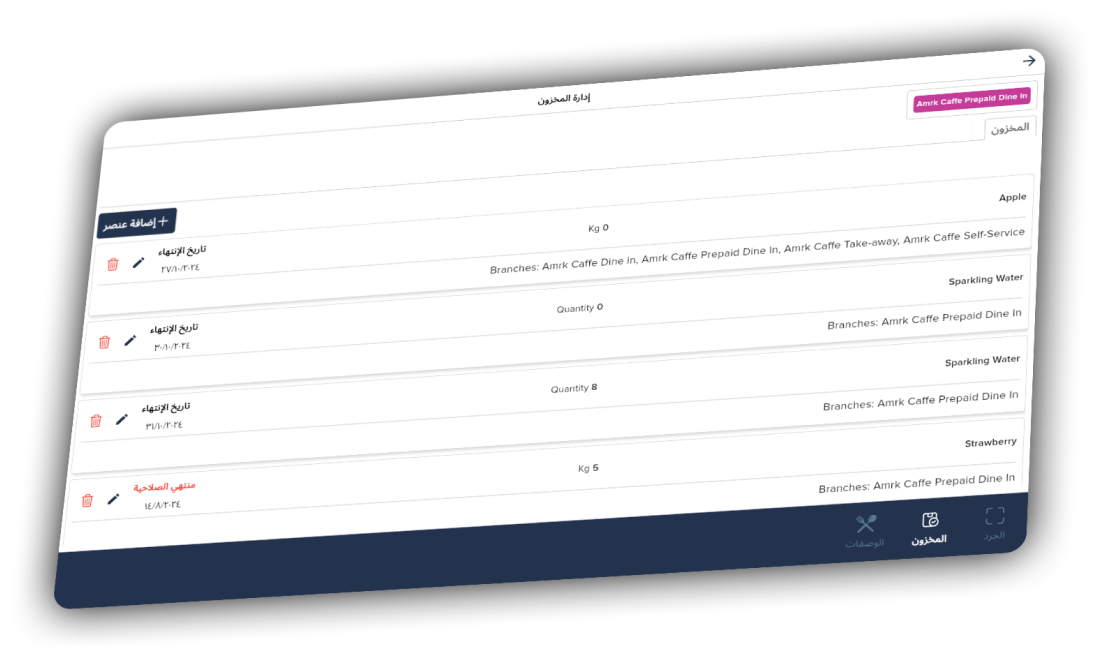 إدارة المخزون
Amrk Caffe Prepaid Dine In
المخزون
+ إضافة عنصر
Apple
Kg 0
تاريخ الإنتهاء
٢٧/١٠/٢٠٢٤
Branches: Amrk Caffe Dine in, Amrk Caffe Prepaid Dine In, Amrk Caffe Take-away, Amrk Caffe Self-Service
Sparkling Water
Quantity 0
تاريخ الإنتهاء
٣٠/١٠/٢٠٢٤
Branches: Amrk Caffe Prepaid Dine In
Sparkling Water
Quantity 8
تاريخ الإنتهاء
٣١/١٠/٢٠٢٤
Branches: Amrk Caffe Prepaid Dine In
Strawberry
Kg 5
منتهي الصلاحية
١٤/٨/٢٠٢٤
Branches: Amrk Caffe Prepaid Dine In
الجرد
المخزون
الوصفات